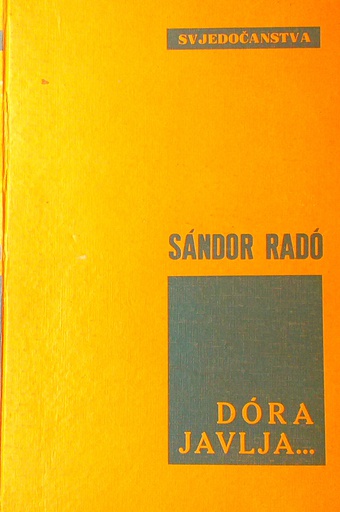 SVJEDOČANSTVA
SÁNDOR RADÓ
DÓRA
JAVLJA...